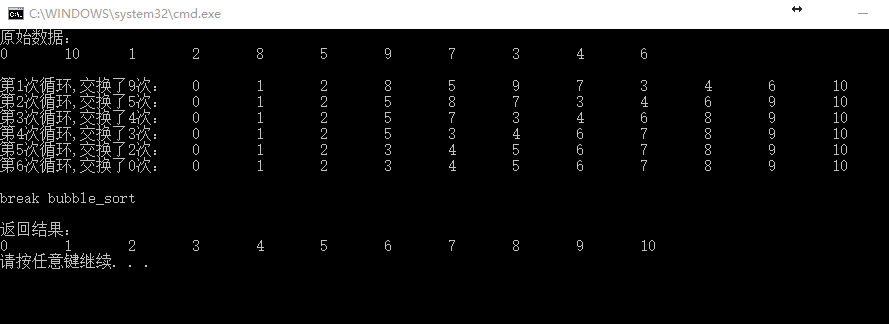 C:\WINDOWS\system32\cmd.exe
原始数据:
0 10 1 2 8 5 9 7 3 4 6
第1次循环,交换了9次: 0 1 2 8 5 9 7 3 4 6 10
第2次循环,交换了5次: 0 1 2 5 8 7 3 4 6 9 10
第3次循环,交换了4次: 0 1 2 5 7 3 4 6 8 9 10
第4次循环,交换了3次: 0 1 2 5 3 4 6 7 8 9 10
第5次循环,交换了2次: 0 1 2 3 4 5 6 7 8 9 10
第6次循环,交换了0次: 0 1 2 3 4 5 6 7 8 9 10
break bubble_sort
返回结果:
0 1 2 3 4 5 6 7 8 9 10
请按任意键继续. . .